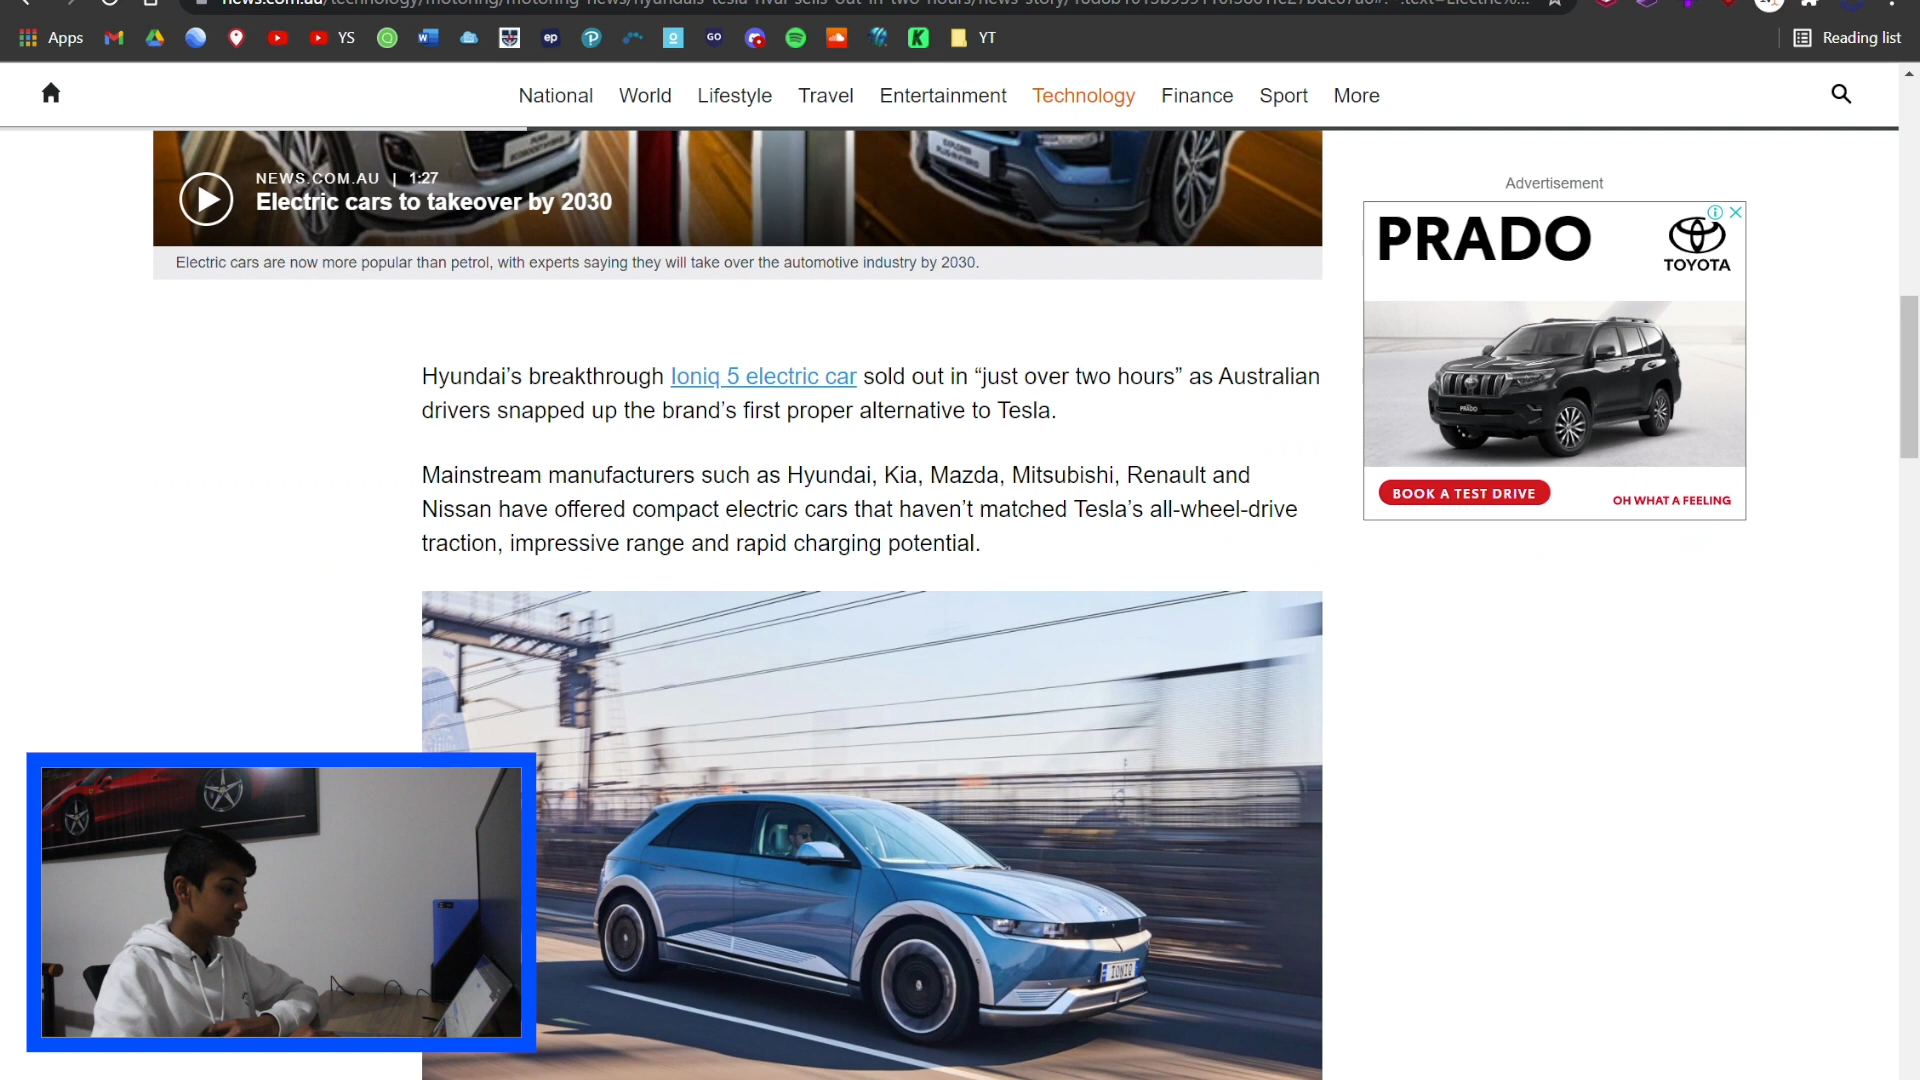 Apps
YS
ep
GO
YT
Reading list
National World Lifestyle Travel Entertainment Technology Finance Sport More
NEWS.COM.AU | 1:27
Electric cars to takeover by 2030
Electric cars are now more popular than petrol, with experts saying they will take over the automotive industry by 2030.
Advertisement
PRADO
TOYOTA
BOOK A TEST DRIVE
OH WHAT A FEELING
Hyundai’s breakthrough Ioniq 5 electric car sold out in “just over two hours” as Australian
drivers snapped up the brand’s first proper alternative to Tesla.
Mainstream manufacturers such as Hyundai, Kia, Mazda, Mitsubishi, Renault and
Nissan have offered compact electric cars that haven’t matched Tesla’s all-wheel-drive
traction, impressive range and rapid charging potential.
IONIQ